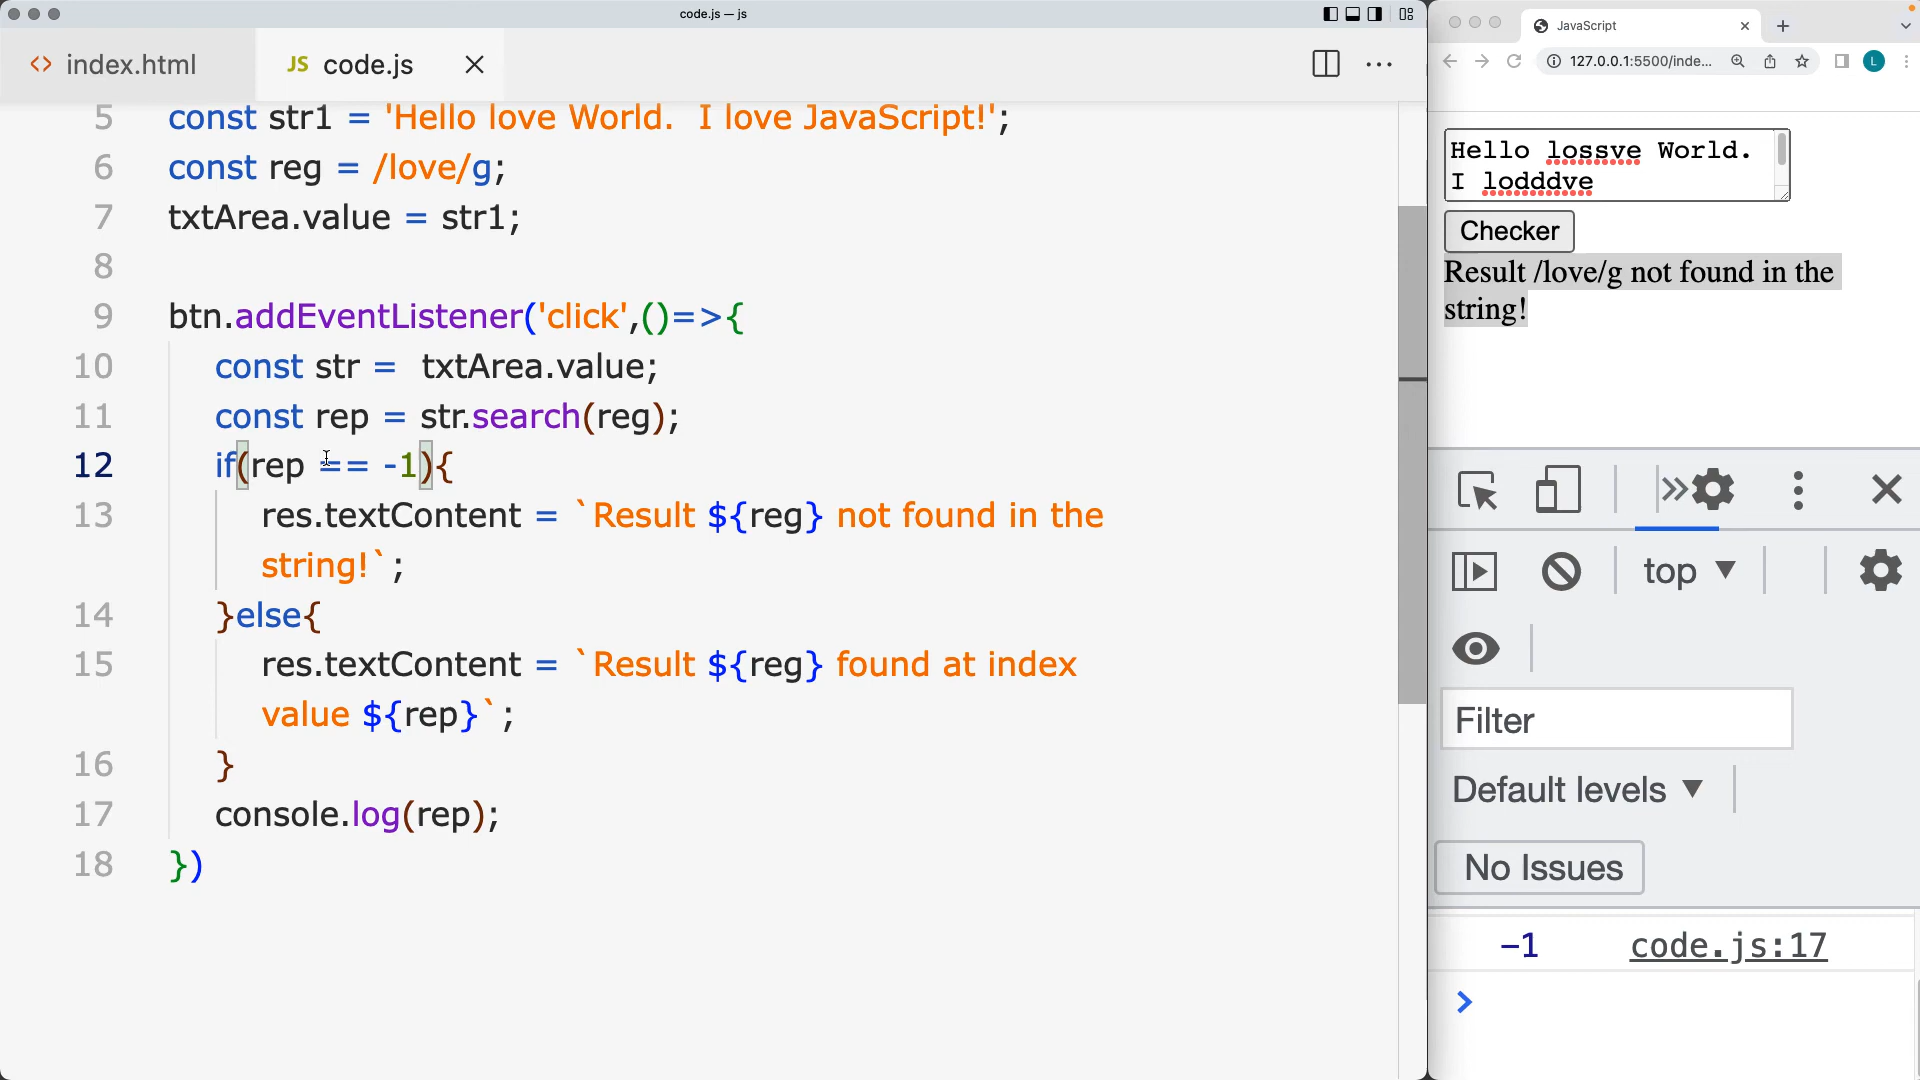 code.js — js
<> index.html
JS code.js
5 const str1 = 'Hello love World.  I love JavaScript!';
6 const reg = /love/g;
7 txtArea.value = str1;
8
9 btn.addEventListener('click',()=>{
10 const str =  txtArea.value;
11 const rep = str.search(reg);
12 if(rep == -1){
13 res.textContent = `Result ${reg} not found in the
string!`;
14 }else{
15 res.textContent = `Result ${reg} found at index
value ${rep}`;
16 }
17 console.log(rep);
18 })
JavaScript
127.0.0.1:5500/inde...
L
Hello lossve World.
I lodddve
Checker
Result /love/g not found in the
string!
top
Filter
Default levels
No Issues
-1 code.js:17